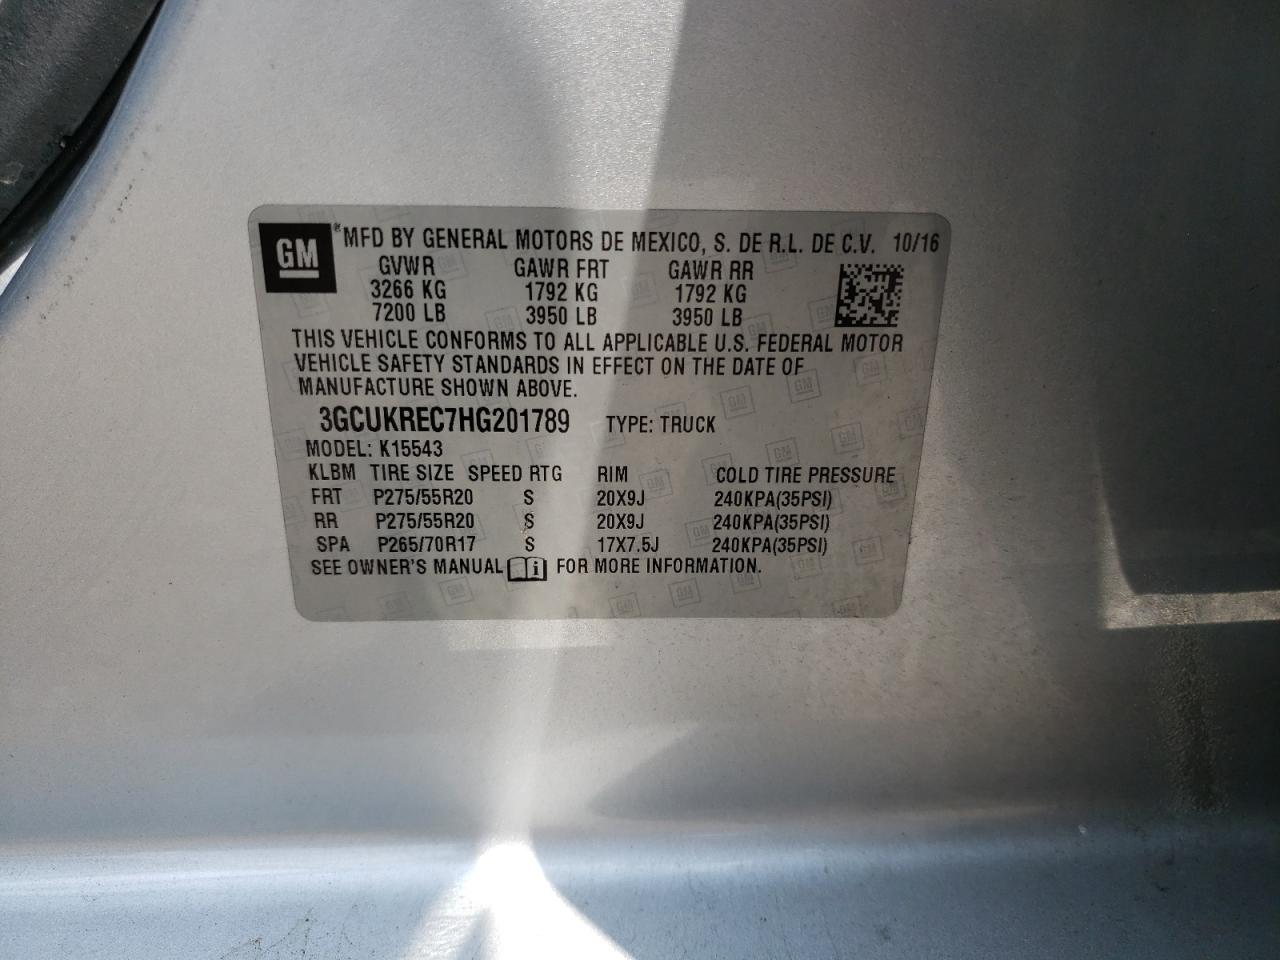 GM ® MFD BY GENERAL MOTORS DE MEXICO, S. DE R.L. DE C.V. 10/16
GVWR GAWR FRT GAWR RR
3266 KG 1792 KG 1792 KG
7200 LB 3950 LB 3950 LB
THIS VEHICLE CONFORMS TO ALL APPLICABLE U.S. FEDERAL MOTOR
VEHICLE SAFETY STANDARDS IN EFFECT ON THE DATE OF
MANUFACTURE SHOWN ABOVE.
3GCUKREC7HG201789 TYPE: TRUCK
MODEL: K15543
KLBM TIRE SIZE SPEED RTG RIM COLD TIRE PRESSURE
FRT P275/55R20 S 20X9J 240KPA(35PSI)
RR P275/55R20 S 20X9J 240KPA(35PSI)
SPA P265/70R17 S 17X7.5J 240KPA(35PSI)
SEE OWNER'S MANUAL i FOR MORE INFORMATION.